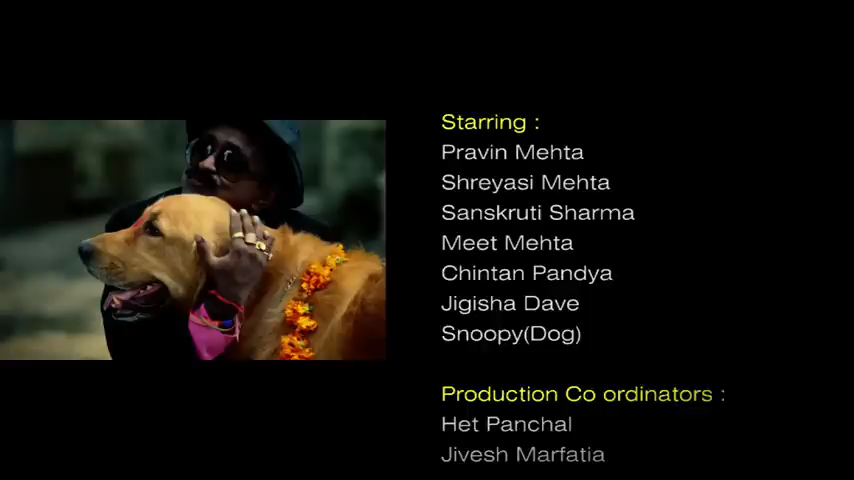 Starring :
Pravin Mehta
Shreyasi Mehta
Sanskruti Sharma
Meet Mehta
Chintan Pandya
Jigisha Dave
Snoopy(Dog)
Production Co ordinators :
Het Panchal
Jivesh Marfatia